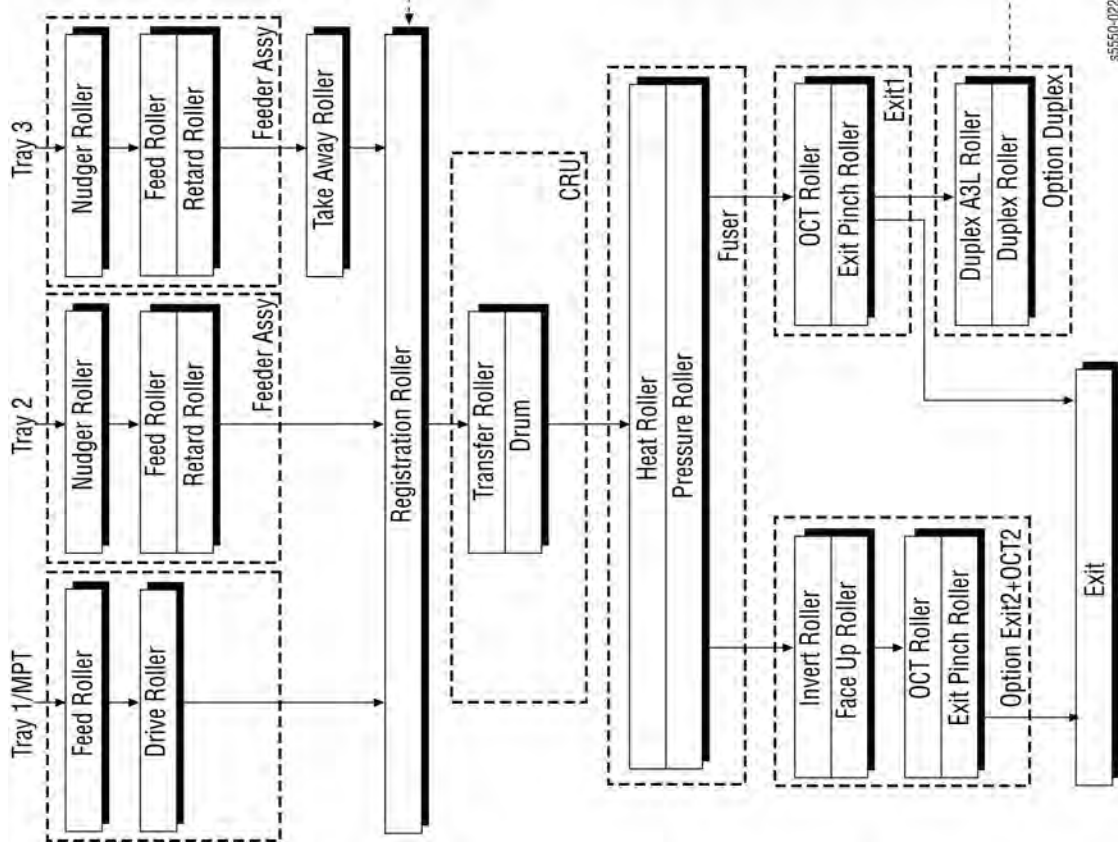 Tray 1/MPT
Feed Roller
Drive Roller
Tray 2
Nudger Roller
Feed Roller
Retard Roller
Feeder Assy
Tray 3
Nudger Roller
Feed Roller
Retard Roller
Feeder Assy
Take Away Roller
Registration Roller
Transfer Roller
Drum
CRU
Heat Roller
Pressure Roller
Fuser
Invert Roller
Face Up Roller
OCT Roller
Exit Pinch Roller
Option Exit2+OCT2
OCT Roller
Exit Pinch Roller
Exit1
Duplex A3L Roller
Duplex Roller
Option Duplex
Exit